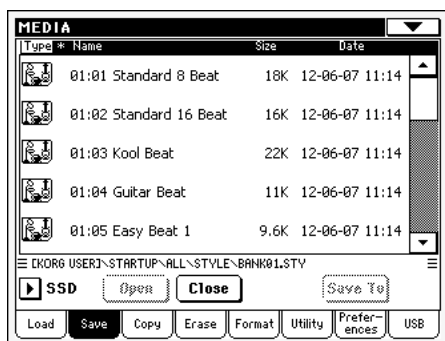 MEDIA
Type * Name Size Date
01:01 Standard 8 Beat 18K 12-06-07 11:14
01:02 Standard 16 Beat 16K 12-06-07 11:14
01:03 Kool Beat 22K 12-06-07 11:14
01:04 Guitar Beat 11K 12-06-07 11:14
01:05 Easy Beat 1 9.6K 12-06-07 11:14
[KORG USER]\STARTUP\ALL\STYLE\BANK01.STY
SSD Open Close Save To
Load Save Copy Erase Format Utility Prefer-ences USB